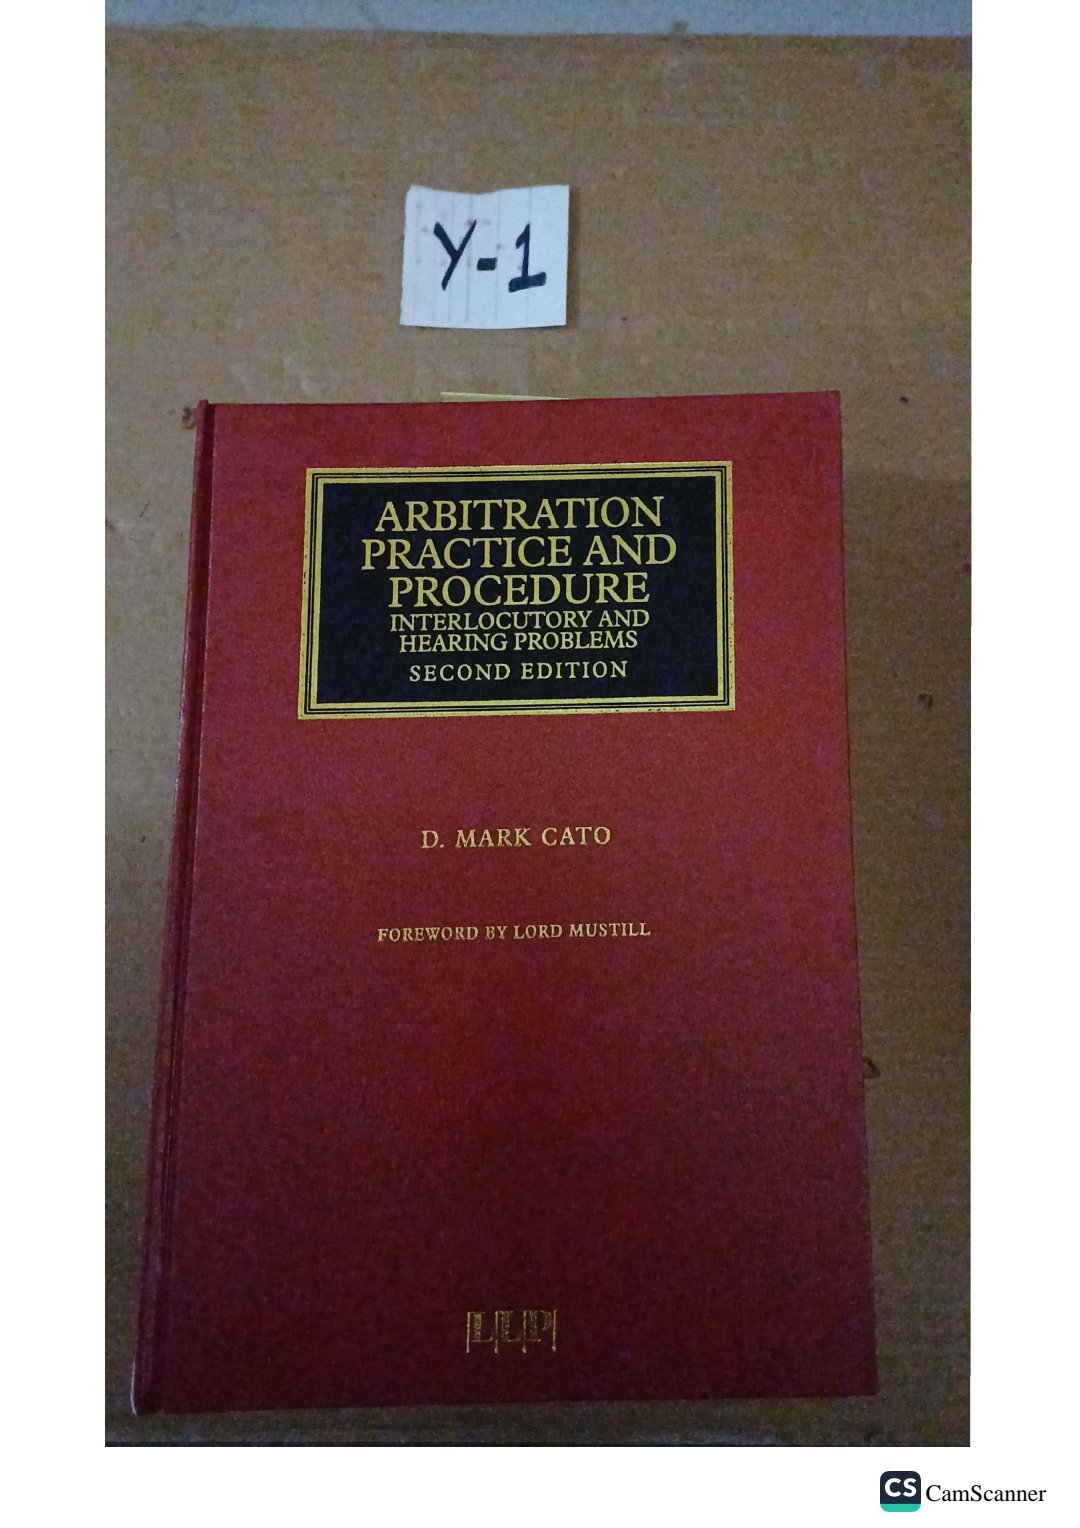 Y-1
ARBITRATION
PRACTICE AND
PROCEDURE
INTERLOCUTORY AND
HEARING PROBLEMS
SECOND EDITION
D. MARK CATO
FOREWORD BY LORD MUSTILL
LLP
CS CamScanner